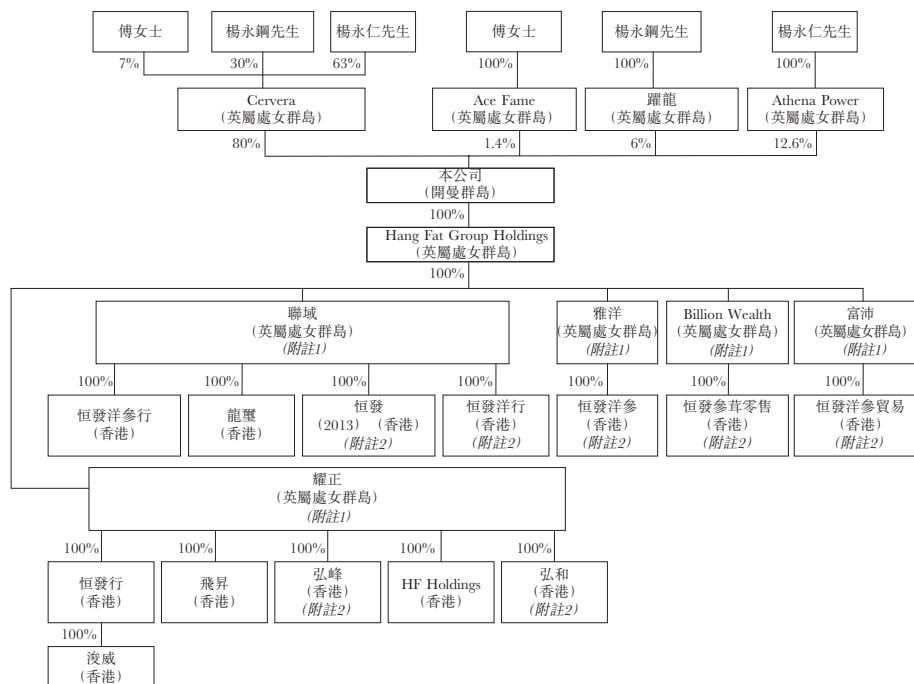 傅女士
楊永鋼先生
楊永仁先生
傅女士
楊永鋼先生
楊永仁先生
7%
30%
63%
100%
100%
100%
Cervera
(英屬處女群島)
Ace Fame
(英屬處女群島)
躍龍
(英屬處女群島)
Athena Power
(英屬處女群島)
80%
1.4%
6%
12.6%
本公司
(開曼群島)
100%
Hang Fat Group Holdings
(英屬處女群島)
100%
聯域
(英屬處女群島)
(附註1)
雅洋
(英屬處女群島)
(附註1)
Billion Wealth
(英屬處女群島)
(附註1)
富沛
(英屬處女群島)
(附註1)
100%
100%
100%
100%
100%
100%
100%
恒發洋參行
(香港)
龍璽
(香港)
恒發
(2013) (香港)
(附註2)
恒發洋行
(香港)
(附註2)
恒發洋參
(香港)
(附註2)
恒發參茸零售
(香港)
(附註2)
恒發洋參貿易
(香港)
(附註2)
耀正
(英屬處女群島)
(附註1)
100%
100%
100%
100%
100%
恒發行
(香港)
飛昇
(香港)
弘峰
(香港)
(附註2)
HF Holdings
(香港)
弘和
(香港)
(附註2)
100%
浚威
(香港)